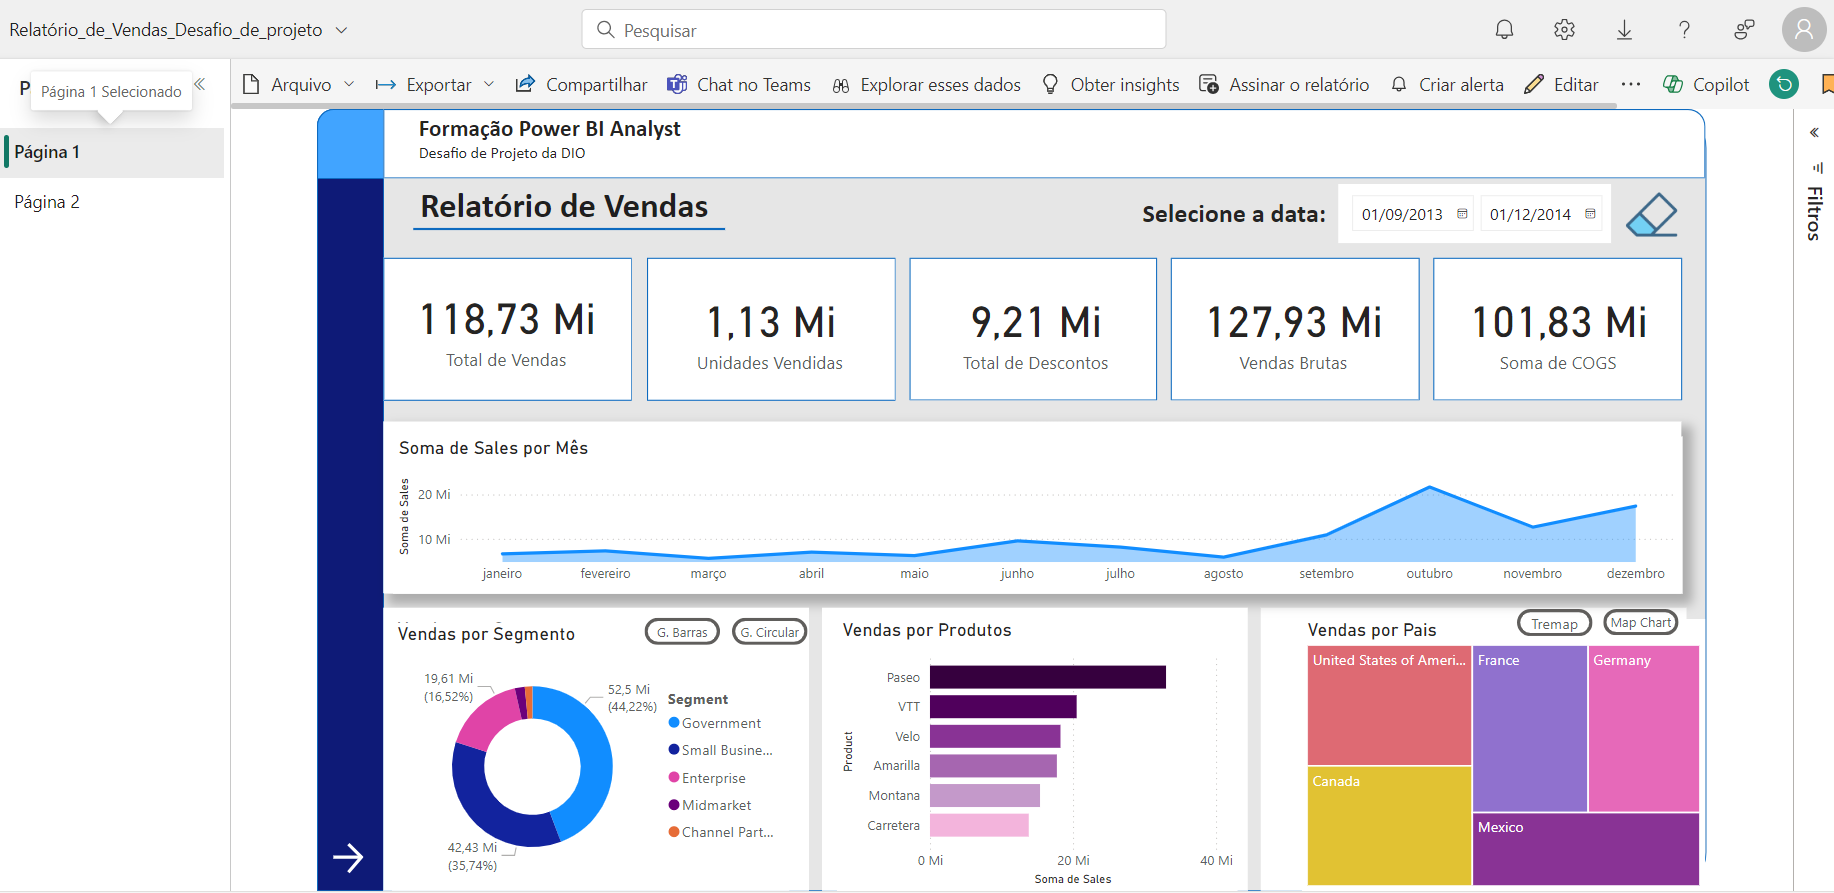 Relatório_de_Vendas_Desafio_de_projeto
Pesquisar
P
Página 1 Selecionado
Arquivo
Exportar
Compartilhar
Chat no Teams
Explorar esses dados
Obter insights
Assinar o relatório
Criar alerta
Editar
Copilot
Página 1
Página 2
Filtros
Formação Power BI Analyst
Desafio de Projeto da DIO
Relatório de Vendas
Selecione a data:
01/09/2013
01/12/2014
118,73 Mi
Total de Vendas
1,13 Mi
Unidades Vendidas
9,21 Mi
Total de Descontos
127,93 Mi
Vendas Brutas
101,83 Mi
Soma de COGS
Soma de Sales por Mês
Soma de Sales
20 Mi
10 Mi
janeiro fevereiro março abril maio junho julho agosto setembro outubro novembro dezembro
Vendas por Segmento
G. Barras
G. Circular
19,61 Mi
(16,52%)
52,5 Mi
(44,22%)
42,43 Mi
(35,74%)
Segment
Government
Small Busine...
Enterprise
Midmarket
Channel Part...
Vendas por Produtos
Product
Paseo
VTT
Velo
Amarilla
Montana
Carretera
0 Mi 20 Mi 40 Mi
Soma de Sales
Vendas por Pais
Tremap
Map Chart
United States of Ameri...
France
Germany
Canada
Mexico